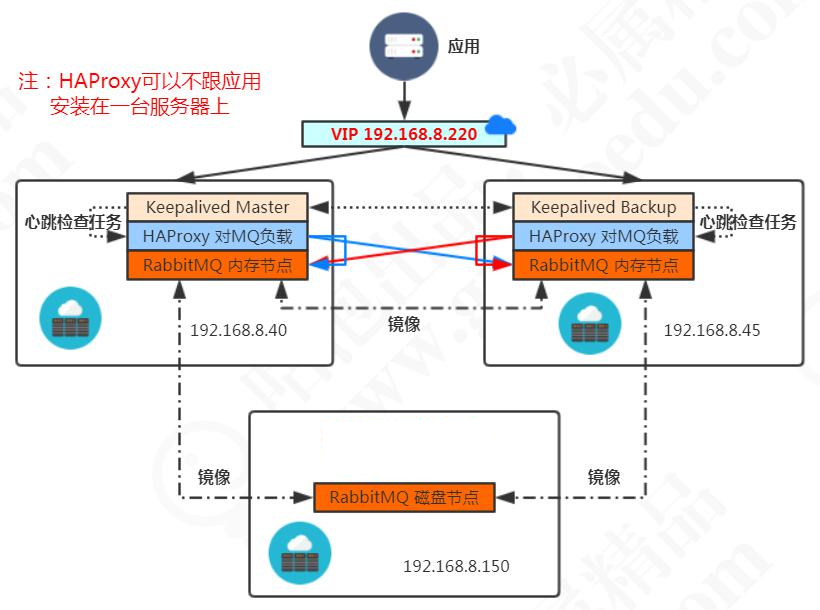 应用
注：HAProxy可以不跟应用
安装在一台服务器上
VIP 192.168.8.220
心跳检查任务
Keepalived Master
HAProxy 对MQ负载
RabbitMQ 内存节点
192.168.8.40
Keepalived Backup
HAProxy 对MQ负载
RabbitMQ 内存节点
心跳检查任务
192.168.8.45
镜像
镜像
镜像
RabbitMQ 磁盘节点
192.168.8.150